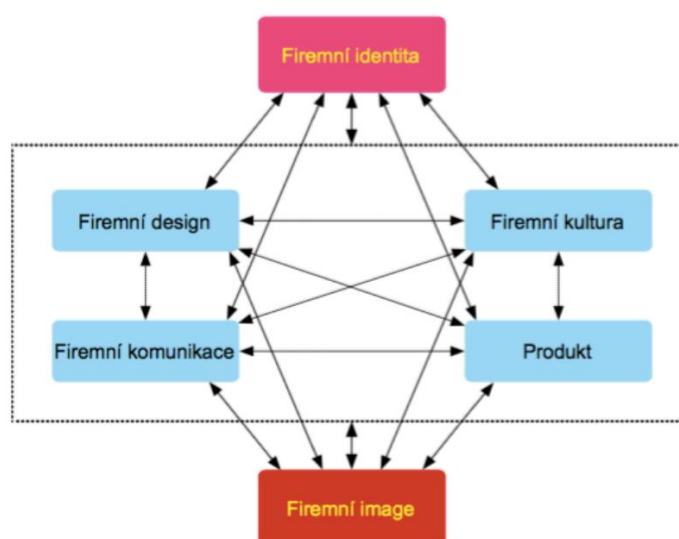 Firemní identita
Firemní design
Firemní kultura
Firemní komunikace
Produkt
Firemní image